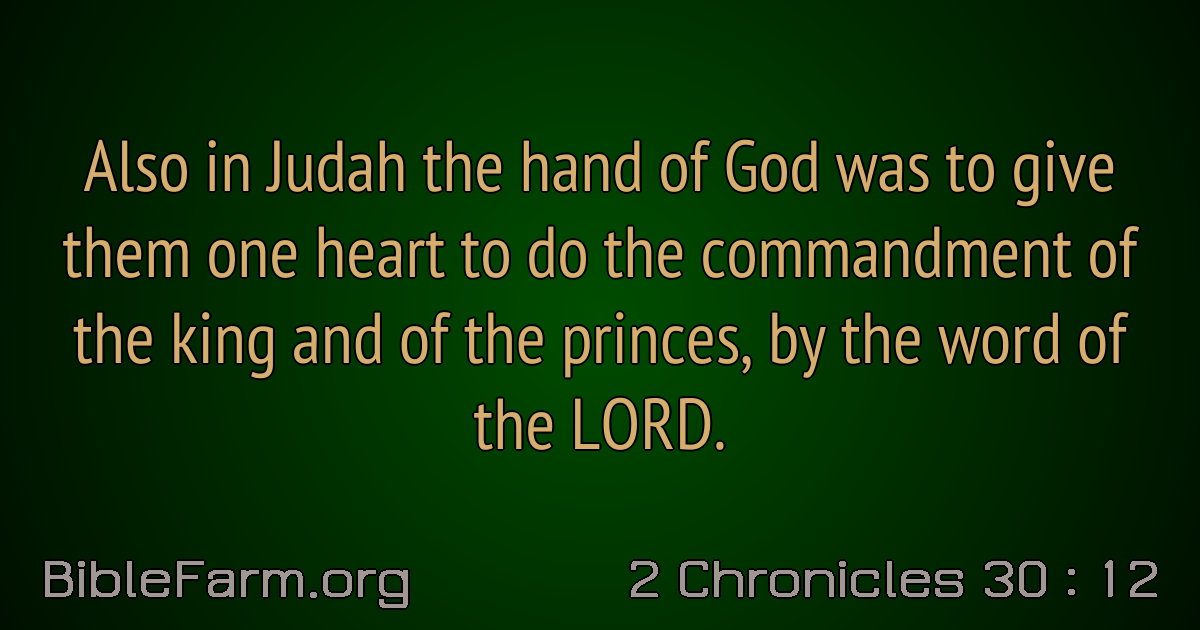 Also in Judah the hand of God was to give
them one heart to do the commandment of
the king and of the princes, by the word of
the LORD.
BibleFarm.org
2 Chronicles 30 : 12